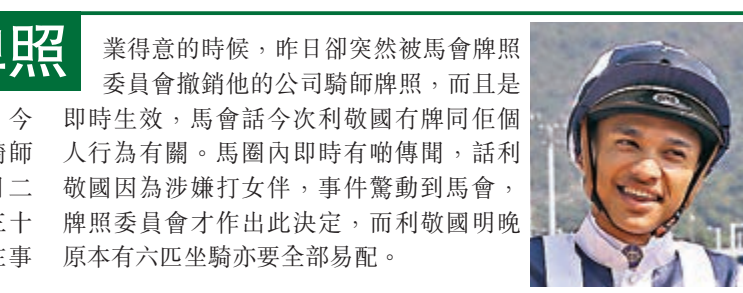 照
今
師
二
十
事
業得意的時候，昨日卻突然被馬會牌照
委員會撤銷他的公司騎師牌照，而且是
即時生效，馬會話今次利敬國冇牌同佢個
人行為有關。馬圈內即時有啲傳聞，話利
敬國因為涉嫌打女伴，事件驚動到馬會，
牌照委員會才作出此決定，而利敬國明晚
原本有六匹坐騎亦要全部易配。